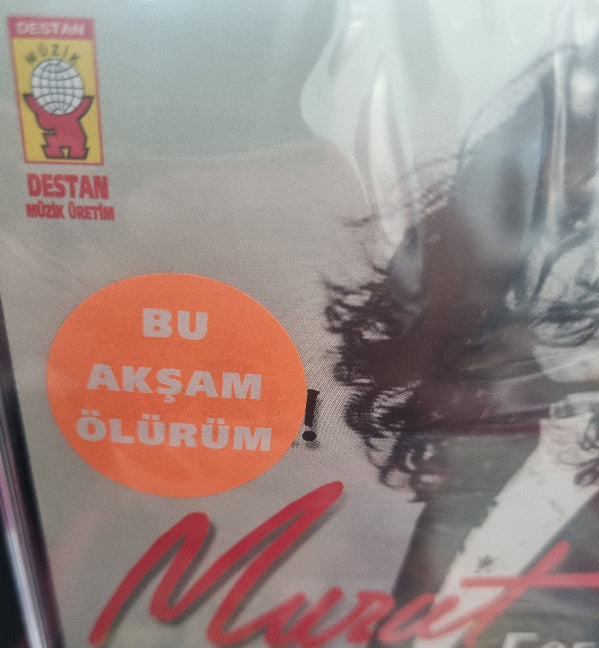 DESTAN
MÜZİK
DESTAN
MÜZİK ÜRETİM
BU
AKŞAM
ÖLÜRÜM
!
Murat